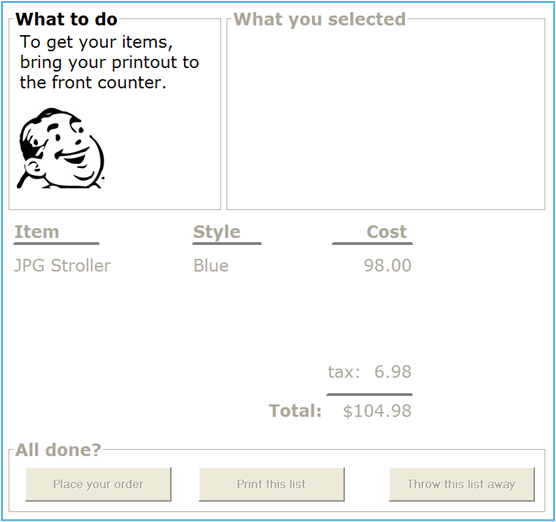 What to do
To get your items,
bring your printout to
the front counter.
What you selected
Item Style Cost
JPG Stroller Blue 98.00
tax: 6.98
Total: $104.98
All done?
Place your order Print this list Throw this list away